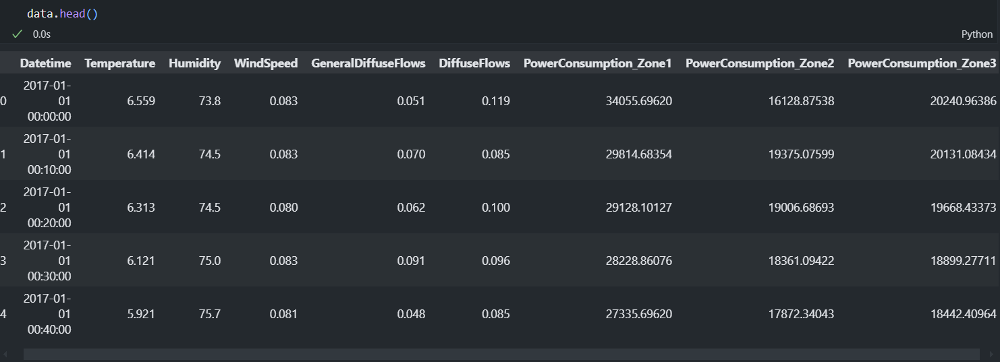 data.head()
0.0s
Python
Datetime Temperature Humidity WindSpeed GeneralDiffuseFlows DiffuseFlows PowerConsumption_Zone1 PowerConsumption_Zone2 PowerConsumption_Zone3
2017-01-
0 01 6.559 73.8 0.083 0.051 0.119 34055.69620 16128.87538 20240.96386
00:00:00
2017-01-
1 01 6.414 74.5 0.083 0.070 0.085 29814.68354 19375.07599 20131.08434
00:10:00
2017-01-
2 01 6.313 74.5 0.080 0.062 0.100 29128.10127 19006.68693 19668.43373
00:20:00
2017-01-
3 01 6.121 75.0 0.083 0.091 0.096 28228.86076 18361.09422 18899.27711
00:30:00
2017-01-
4 01 5.921 75.7 0.081 0.048 0.085 27335.69620 17872.34043 18442.40964
00:40:00